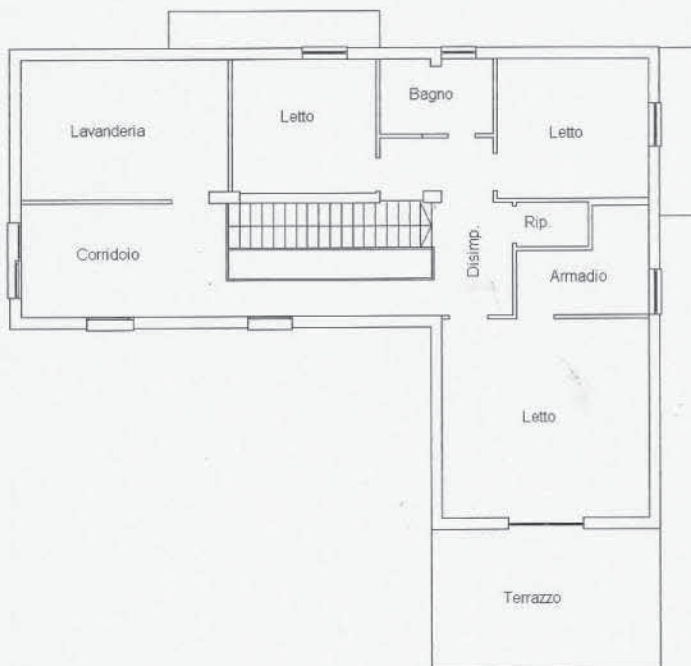 Bagno
Letto
Lavanderia
Letto
Rip.
Disimp.
Corridoio
Armadio
Letto
Terrazzo